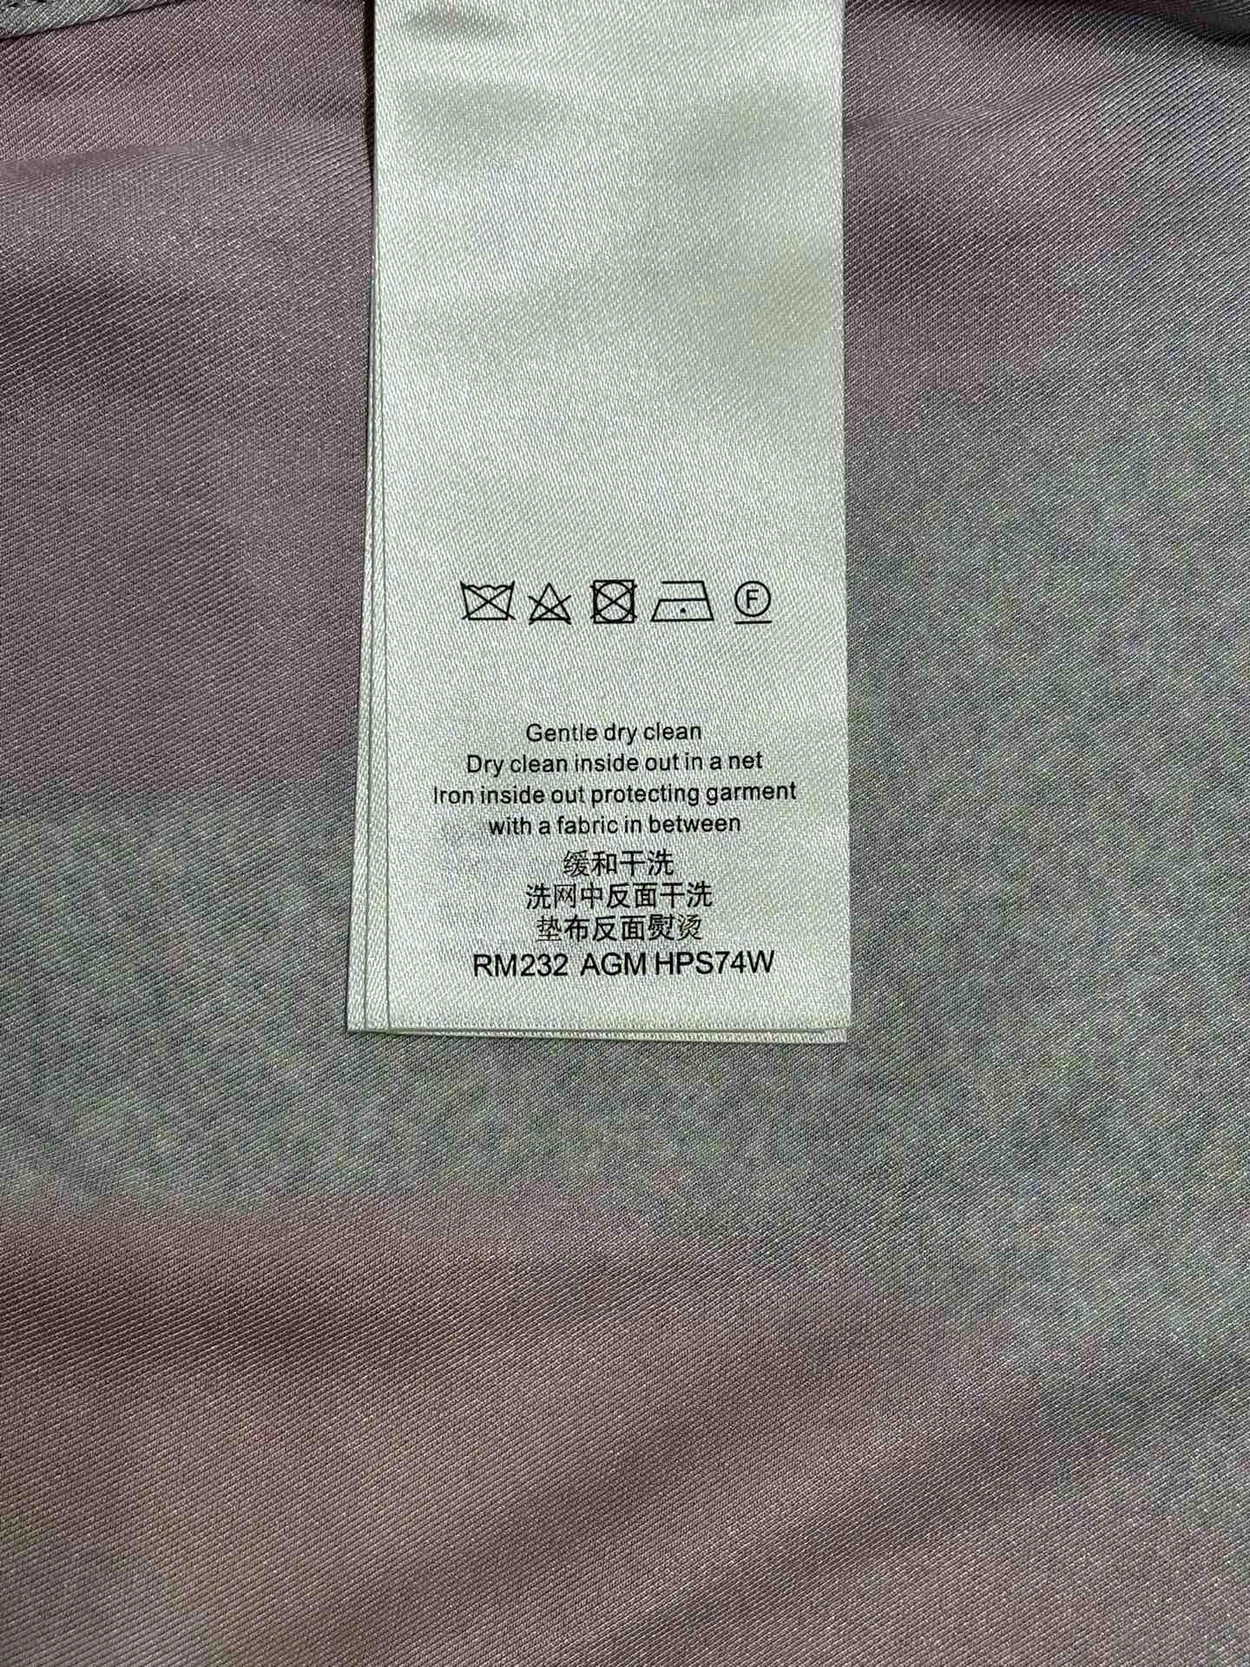 F
Gentle dry clean
Dry clean inside out in a net
Iron inside out protecting garment
with a fabric in between
缓和干洗
洗网中反面干洗
垫布反面熨烫
RM232 AGM HPS74W